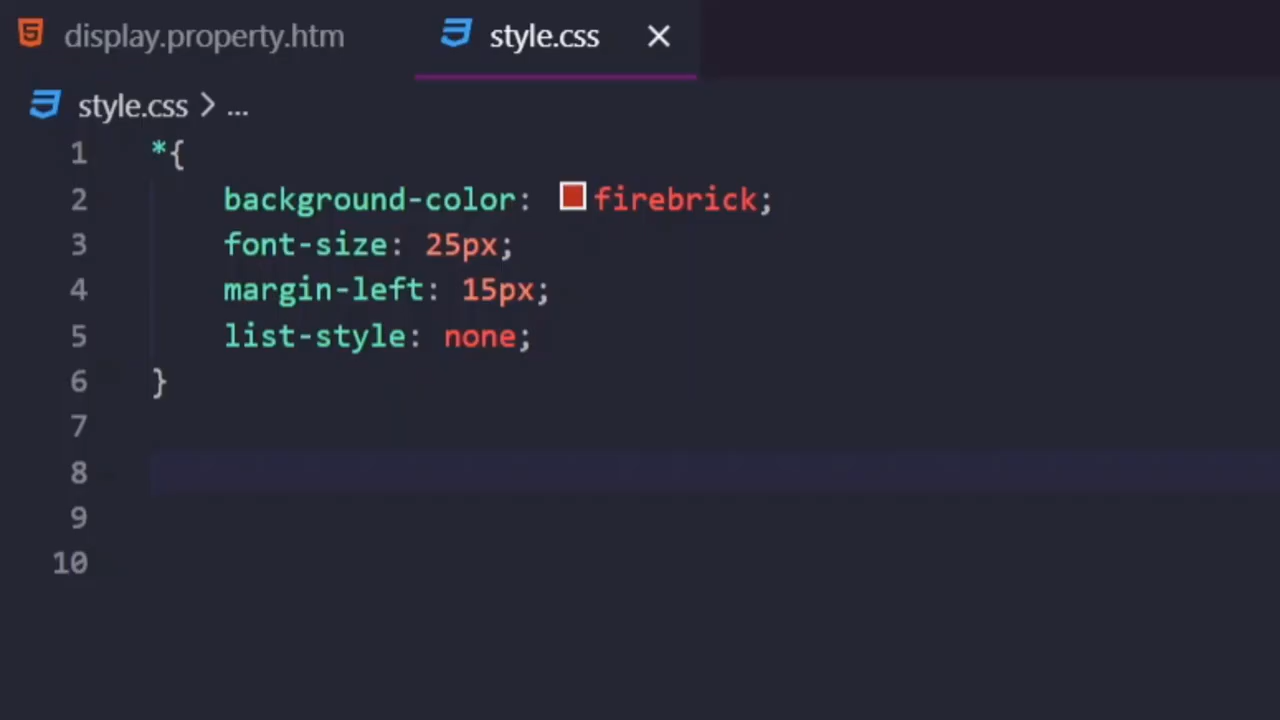 display.property.htm style.css
style.css > ...
1 *{
2 background-color: firebrick;
3 font-size: 25px;
4 margin-left: 15px;
5 list-style: none;
6 }
7
8
9
10